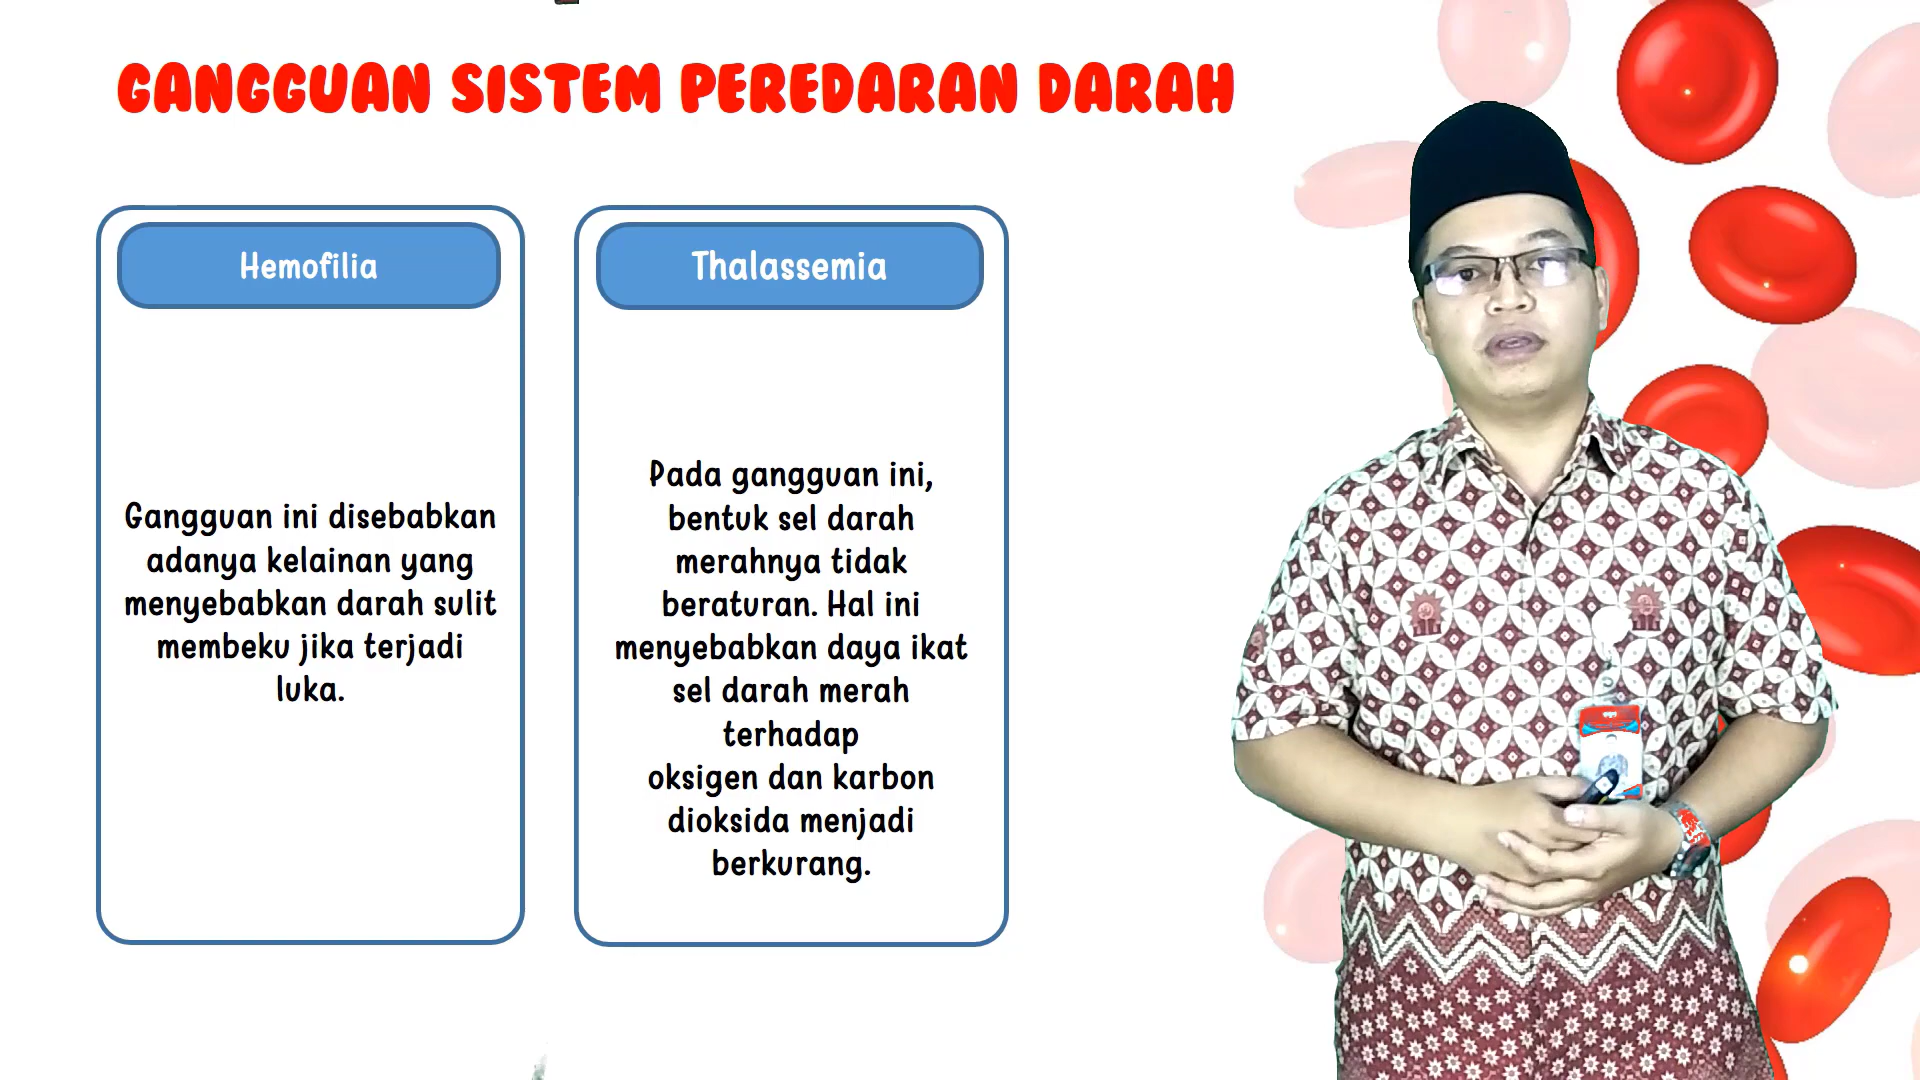 GANGGUAN SISTEM PEREDARAN DARAH
Hemofilia
Gangguan ini disebabkan
adanya kelainan yang
menyebabkan darah sulit
membeku jika terjadi
luka.
Thalassemia
Pada gangguan ini,
bentuk sel darah
merahnya tidak
beraturan. Hal ini
menyebabkan daya ikat
sel darah merah
terhadap
oksigen dan karbon
dioksida menjadi
berkurang.